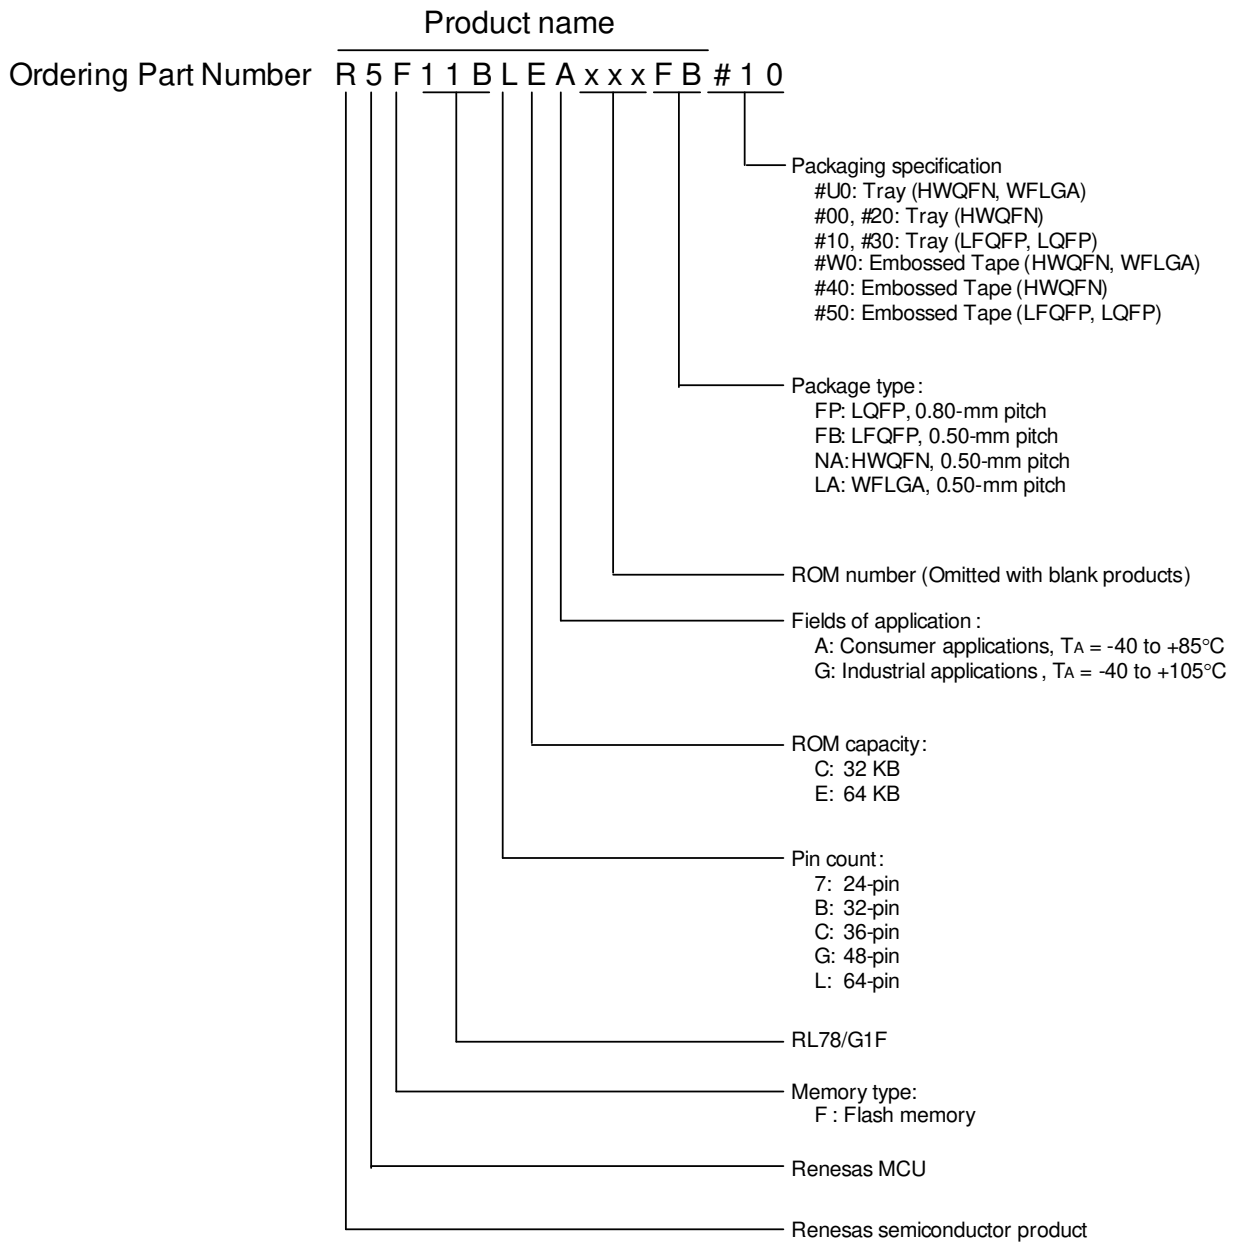 Product name
Ordering Part Number R 5 F 1 1 B L E A x x x F B # 1 0
Packaging specification
#U0: Tray (HWQFN, WFLGA)
#00, #20: Tray (HWQFN)
#10, #30: Tray (LFQFP, LQFP)
#W0: Embossed Tape (HWQFN, WFLGA)
#40: Embossed Tape (HWQFN)
#50: Embossed Tape (LFQFP, LQFP)
Package type:
FP: LQFP, 0.80-mm pitch
FB: LFQFP, 0.50-mm pitch
NA: HWQFN, 0.50-mm pitch
LA: WFLGA, 0.50-mm pitch
ROM number (Omitted with blank products)
Fields of application :
A: Consumer applications, TA = -40 to +85°C
G: Industrial applications , TA = -40 to +105°C
ROM capacity:
C: 32 KB
E: 64 KB
Pin count:
7: 24-pin
B: 32-pin
C: 36-pin
G: 48-pin
L: 64-pin
RL78/G1F
Memory type:
F : Flash memory
Renesas MCU
Renesas semiconductor product